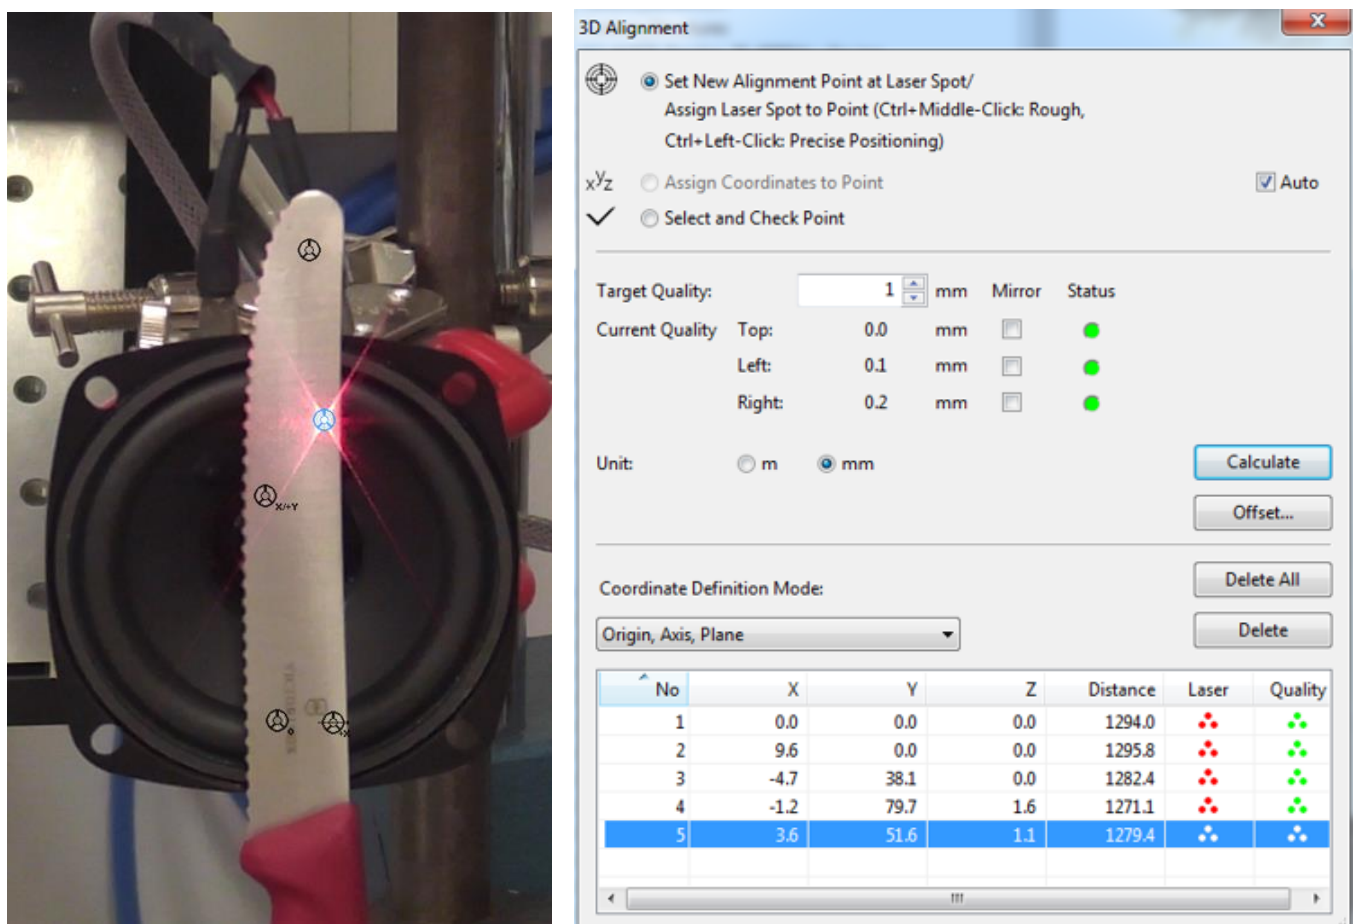 X/+Y
0
+X
3D Alignment
Set New Alignment Point at Laser Spot/
Assign Laser Spot to Point (Ctrl+Middle-Click: Rough,
Ctrl+Left-Click: Precise Positioning)
xyz Assign Coordinates to Point Auto
Select and Check Point
Target Quality: 1 mm Mirror Status
Current Quality Top: 0.0 mm
Left: 0.1 mm
Right: 0.2 mm
Unit: m mm Calculate
Offset...
Coordinate Definition Mode: Delete All
Origin, Axis, Plane Delete
No X Y Z Distance Laser Quality
1 0.0 0.0 0.0 1294.0
2 9.6 0.0 0.0 1295.8
3 -4.7 38.1 0.0 1282.4
4 -1.2 79.7 1.6 1271.1
5 3.6 51.6 1.1 1279.4